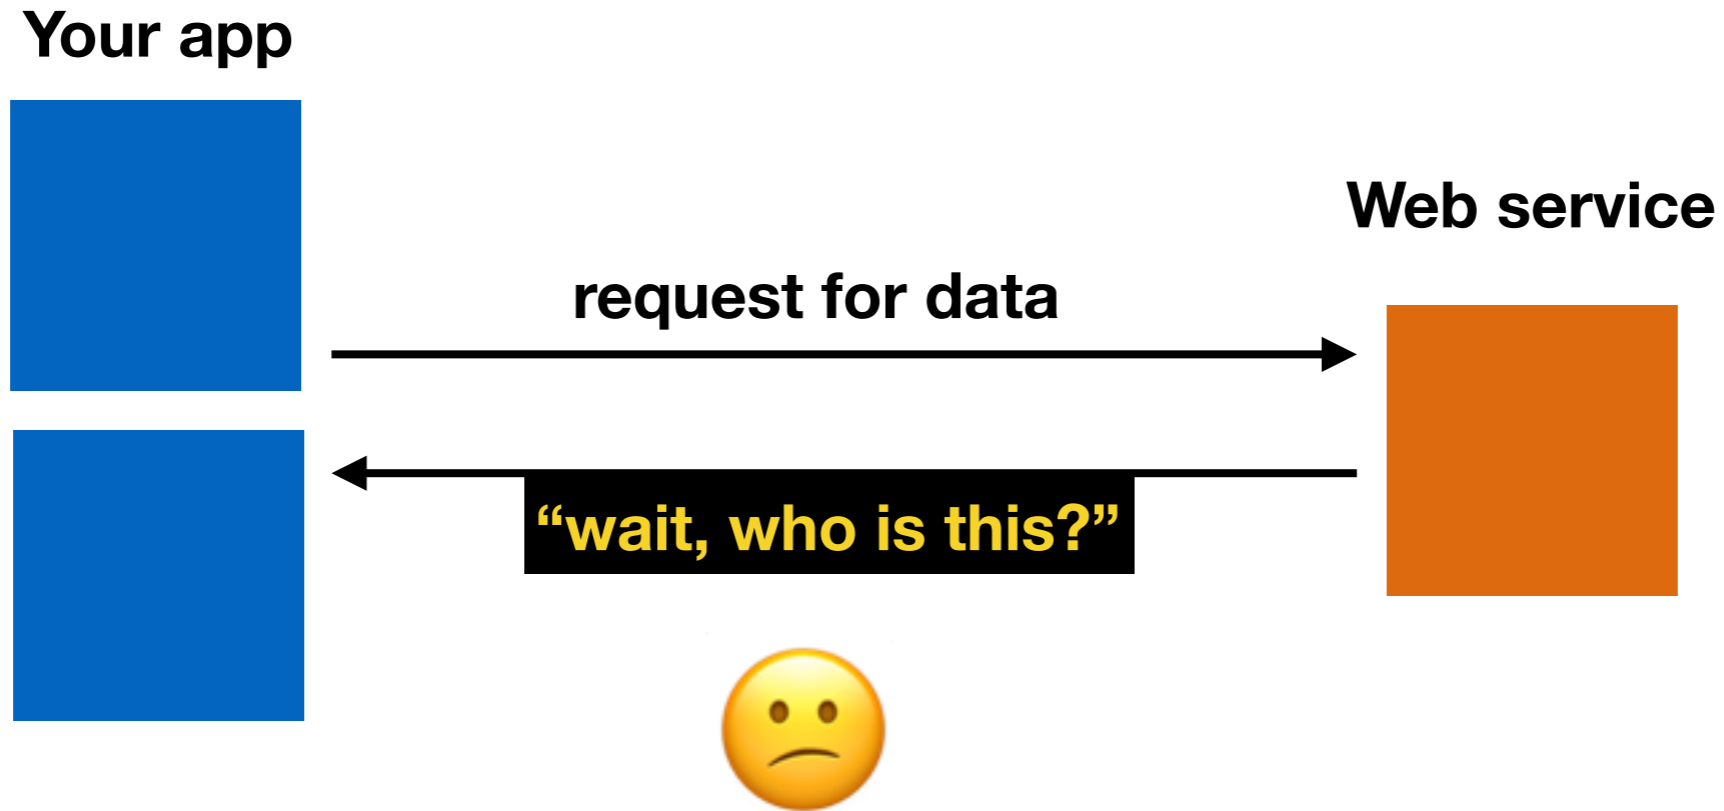 Your app
Web service
request for data
“wait, who is this?”